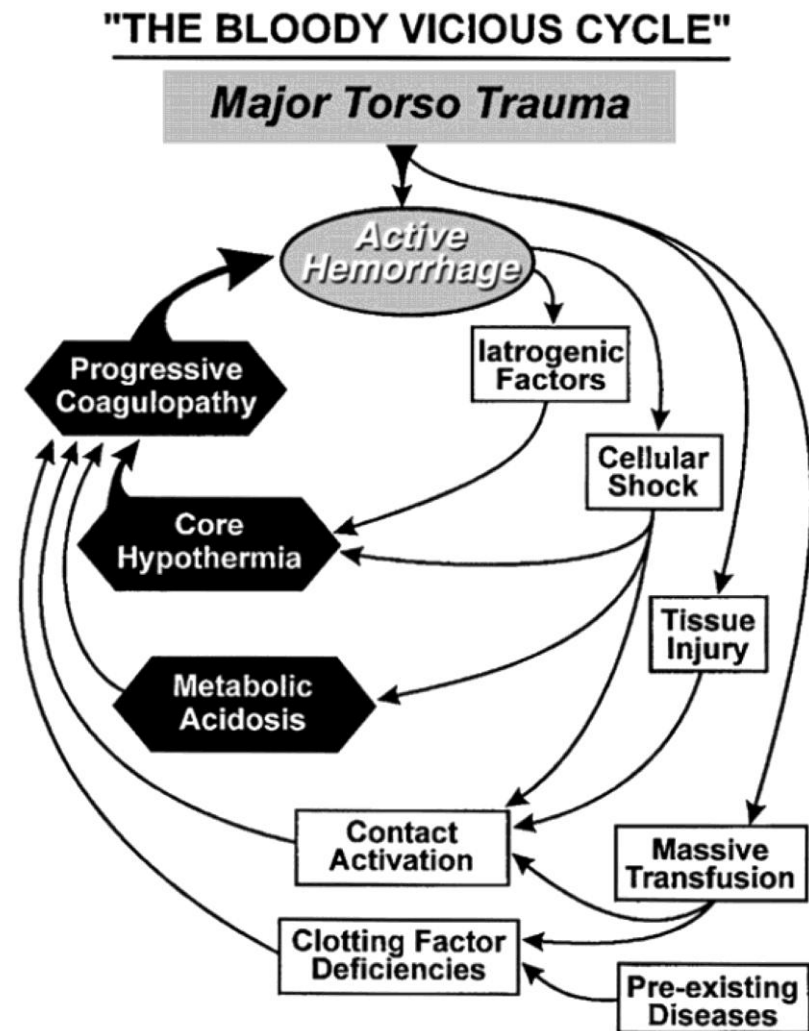 "THE BLOODY VICIOUS CYCLE"
Major Torso Trauma
Active
Hemorrhage
Iatrogenic
Factors
Progressive
Coagulopathy
Cellular
Shock
Core
Hypothermia
Tissue
Injury
Metabolic
Acidosis
Contact
Activation
Massive
Transfusion
Clotting Factor
Deficiencies
Pre-existing
Diseases